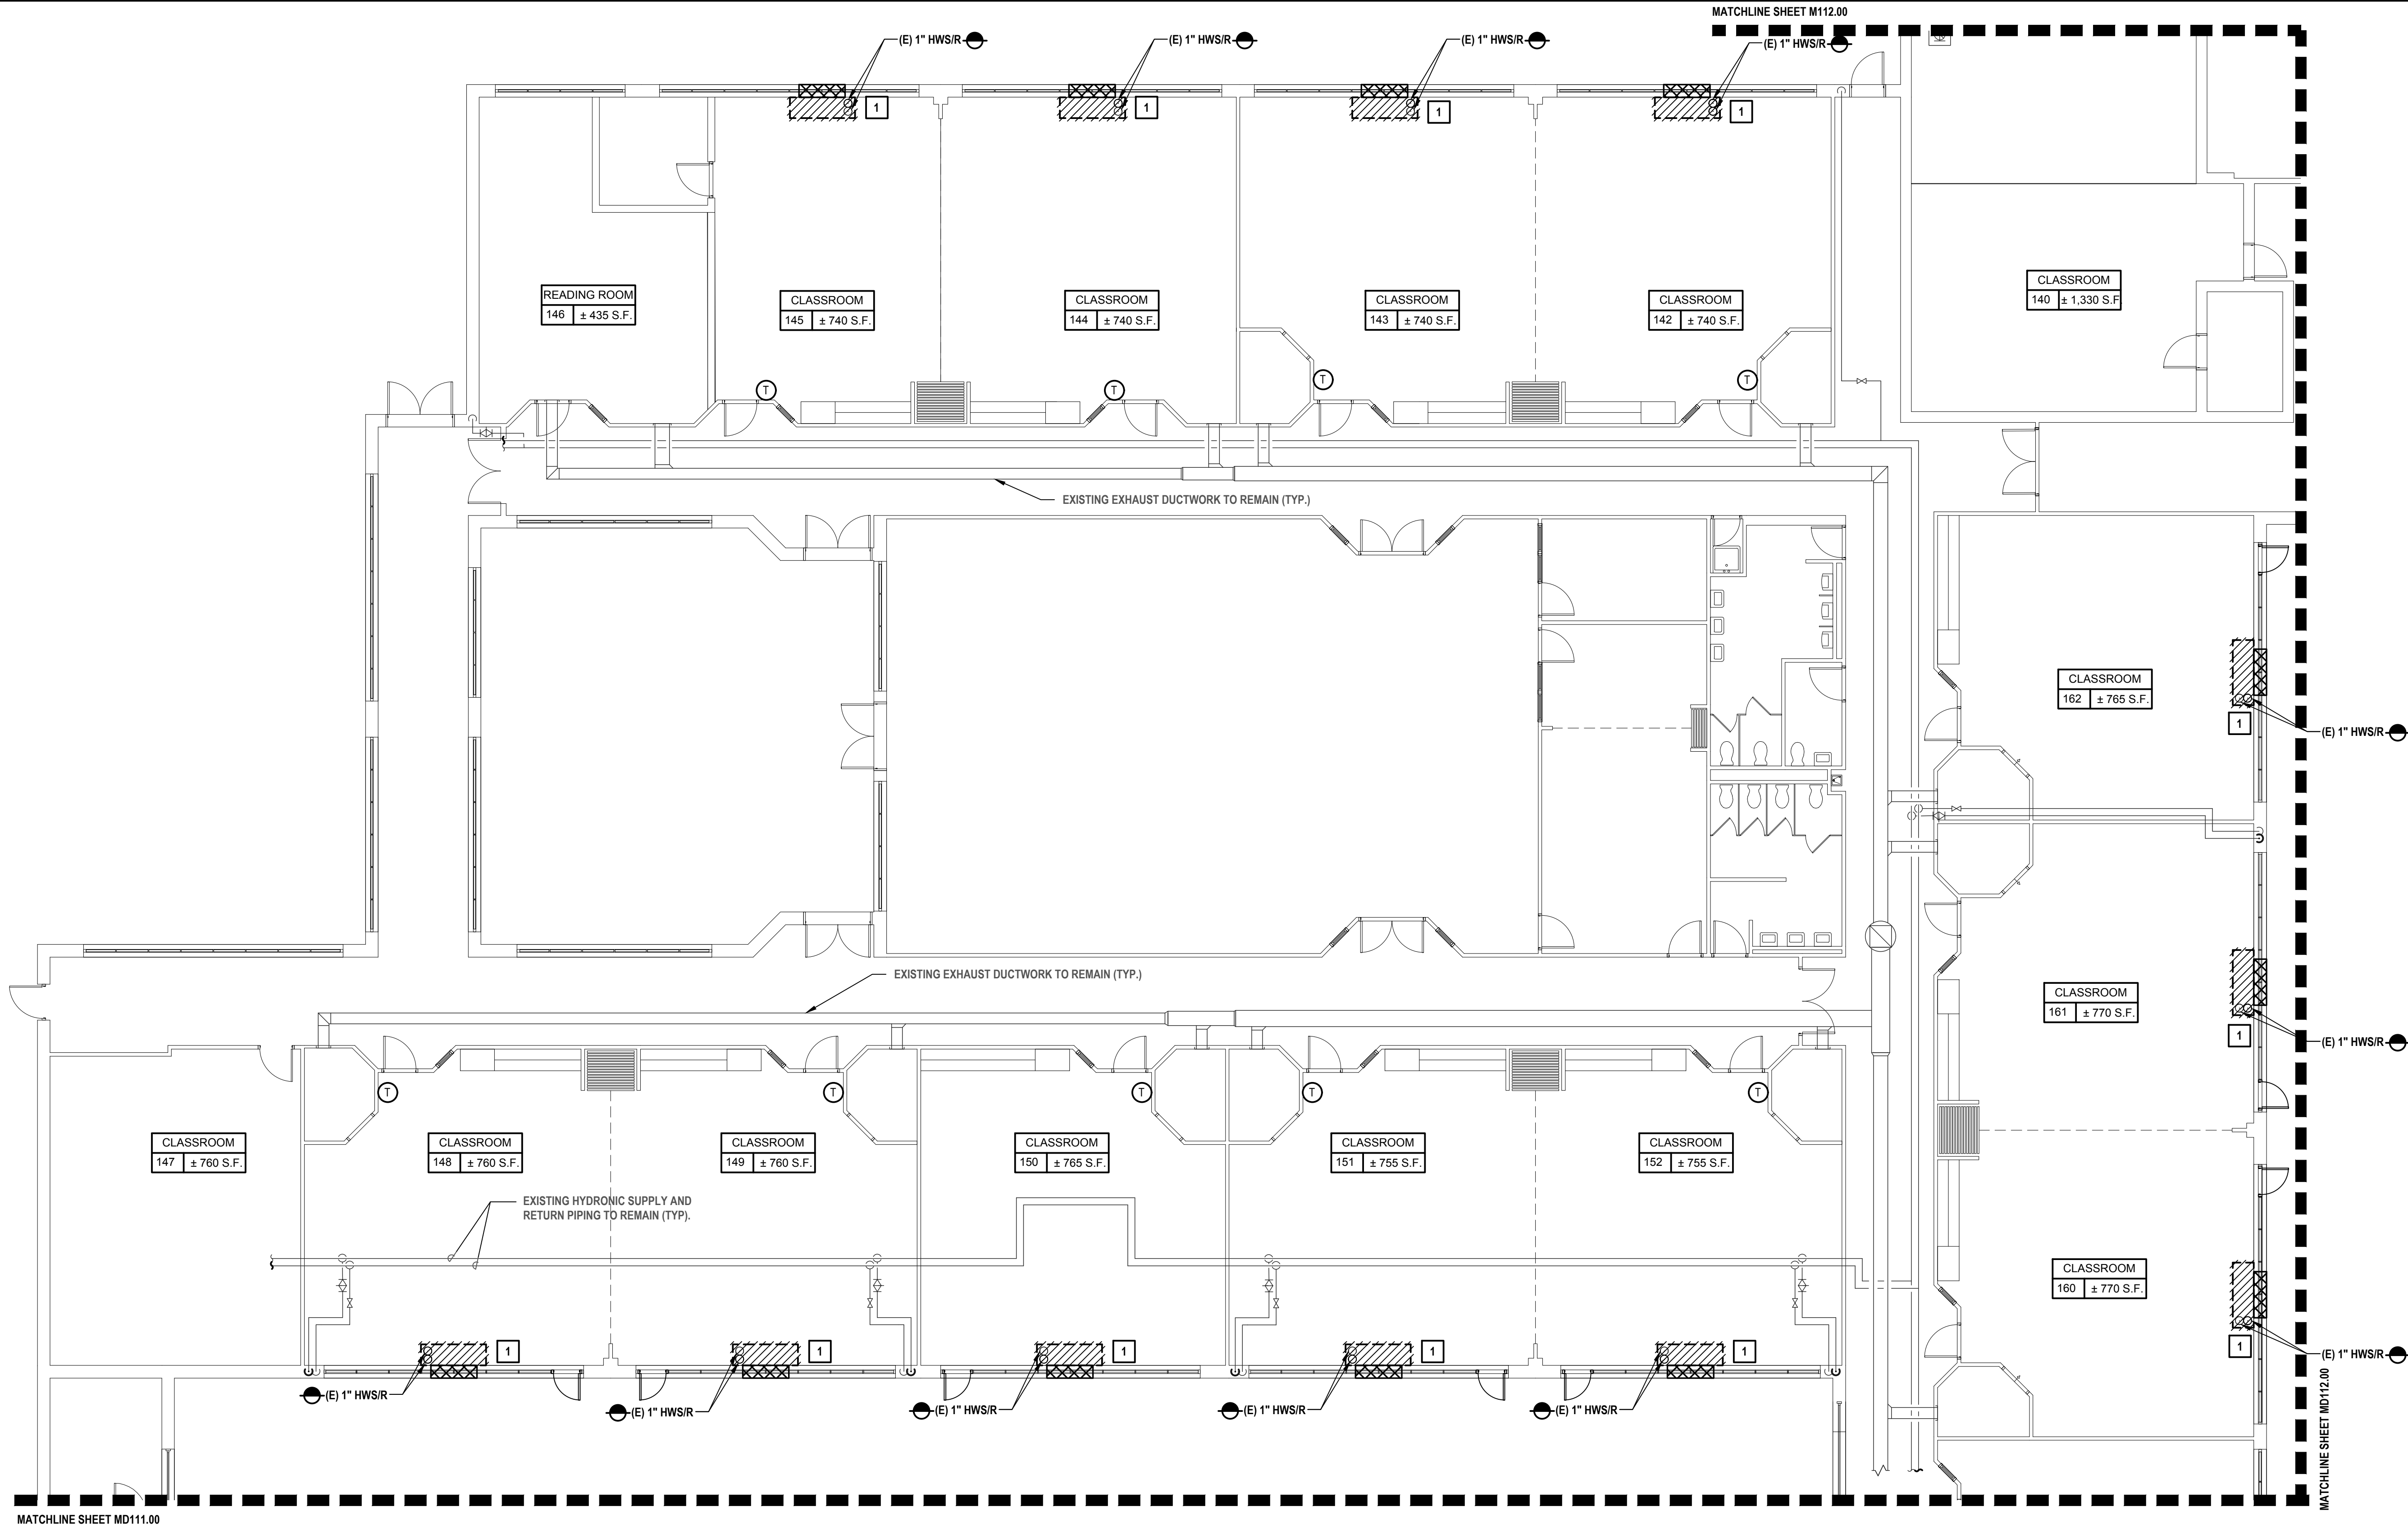 MATCHLINE SHEET M112.00
(E) 1" HWS/R
(E) 1" HWS/R
(E) 1" HWS/R
(E) 1" HWS/R
1
1
1
1
READING ROOM
146 ± 435 S.F.
CLASSROOM
145 ± 740 S.F.
CLASSROOM
144 ± 740 S.F.
CLASSROOM
143 ± 740 S.F.
CLASSROOM
142 ± 740 S.F.
CLASSROOM
140 ± 1,330 S.F.
T
T
T
T
EXISTING EXHAUST DUCTWORK TO REMAIN (TYP.)
CLASSROOM
162 ± 765 S.F.
1
(E) 1" HWS/R
EXISTING EXHAUST DUCTWORK TO REMAIN (TYP.)
CLASSROOM
161 ± 770 S.F.
1
(E) 1" HWS/R
T
T
T
T
T
CLASSROOM
147 ± 760 S.F.
CLASSROOM
148 ± 760 S.F.
CLASSROOM
149 ± 760 S.F.
CLASSROOM
150 ± 765 S.F.
CLASSROOM
151 ± 755 S.F.
CLASSROOM
152 ± 755 S.F.
EXISTING HYDRONIC SUPPLY AND
RETURN PIPING TO REMAIN (TYP).
CLASSROOM
160 ± 770 S.F.
1
(E) 1" HWS/R
1
1
1
1
1
(E) 1" HWS/R
(E) 1" HWS/R
(E) 1" HWS/R
(E) 1" HWS/R
(E) 1" HWS/R
MATCHLINE SHEET MD112.00
MATCHLINE SHEET MD111.00